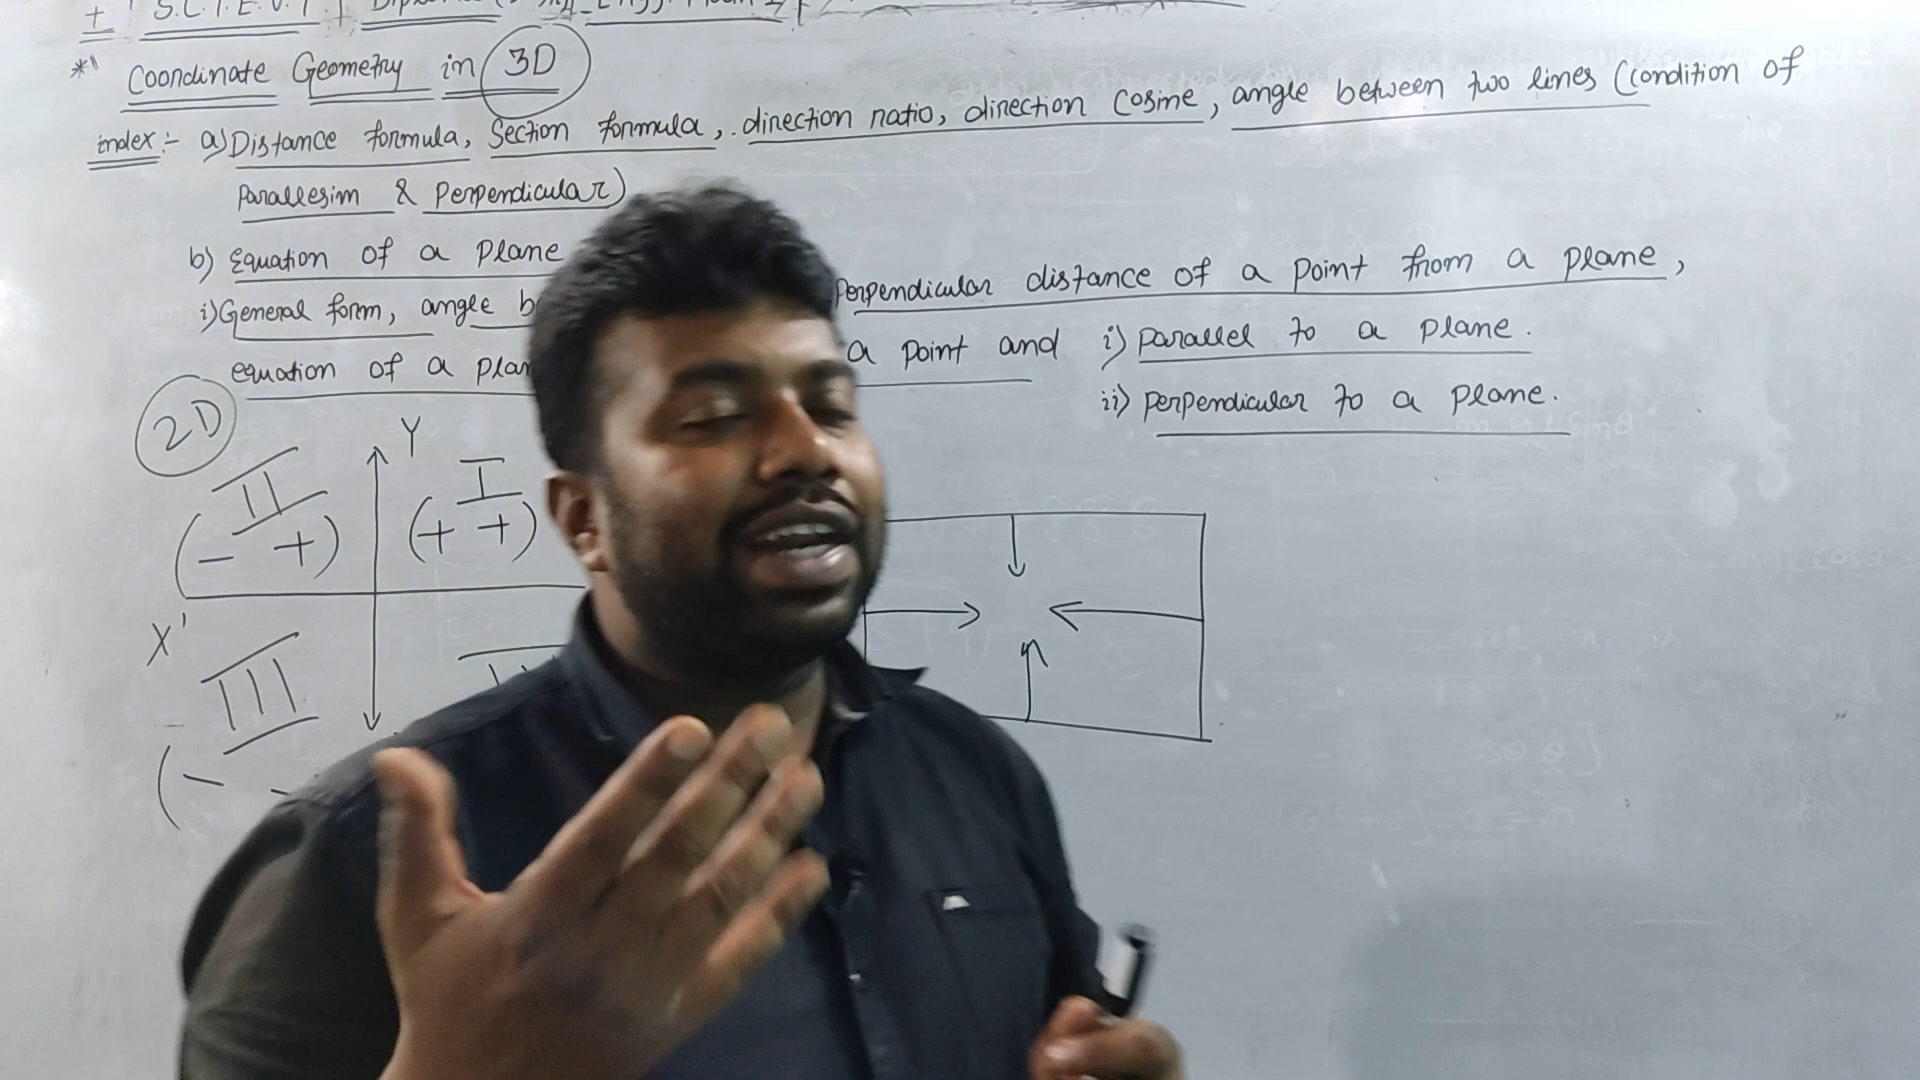 + S.C.T.E.V.T
*' Coordinate Geometry in 3D
index:- a) Distance formula, Section formula, direction ratio, direction Cosine, angle between two lines (condition of
Parallesim & Perpendicular)
b) Equation of a Plane
i) General form, angle Perpendicular distance of a point from a plane,
equation of a a point and i) parallel to a plane.
ii) perpendicular to a plane.
2D
Y
II
I
(- +)
(+ +)
X'
III
(-